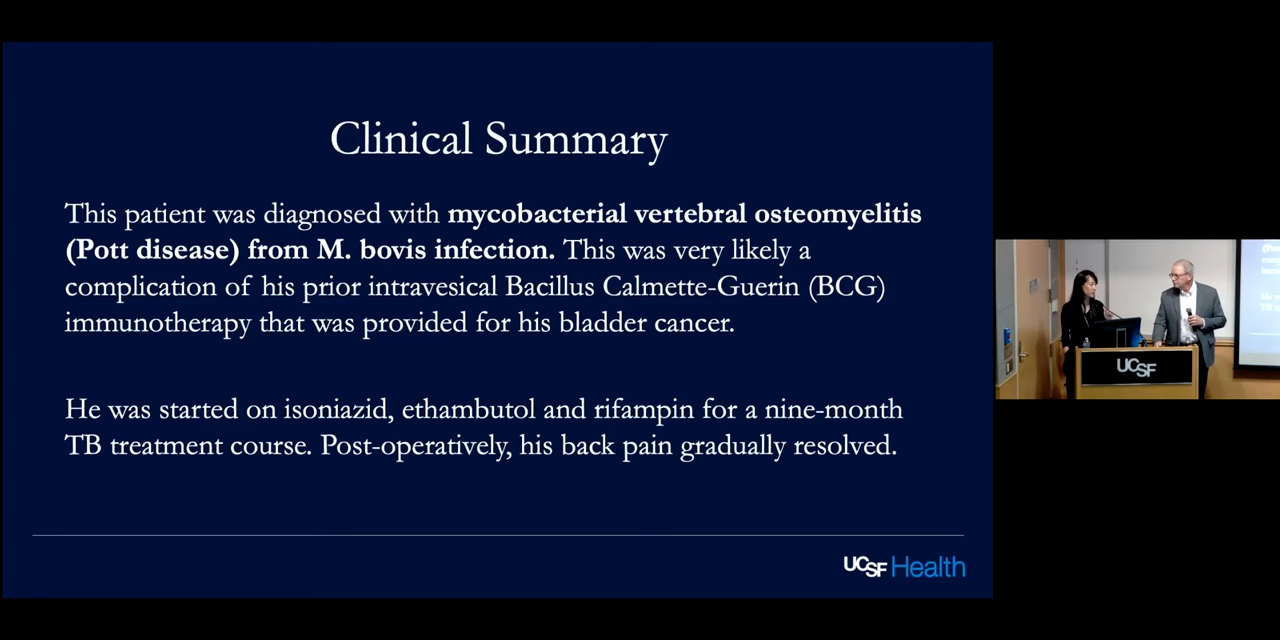 Clinical Summary
This patient was diagnosed with mycobacterial vertebral osteomyelitis
(Pott disease) from M. bovis infection. This was very likely a
complication of his prior intravesical Bacillus Calmette-Guerin (BCG)
immunotherapy that was provided for his bladder cancer.
He was started on isoniazid, ethambutol and rifampin for a nine-month
TB treatment course. Post-operatively, his back pain gradually resolved.
UCSF Health
UCSF